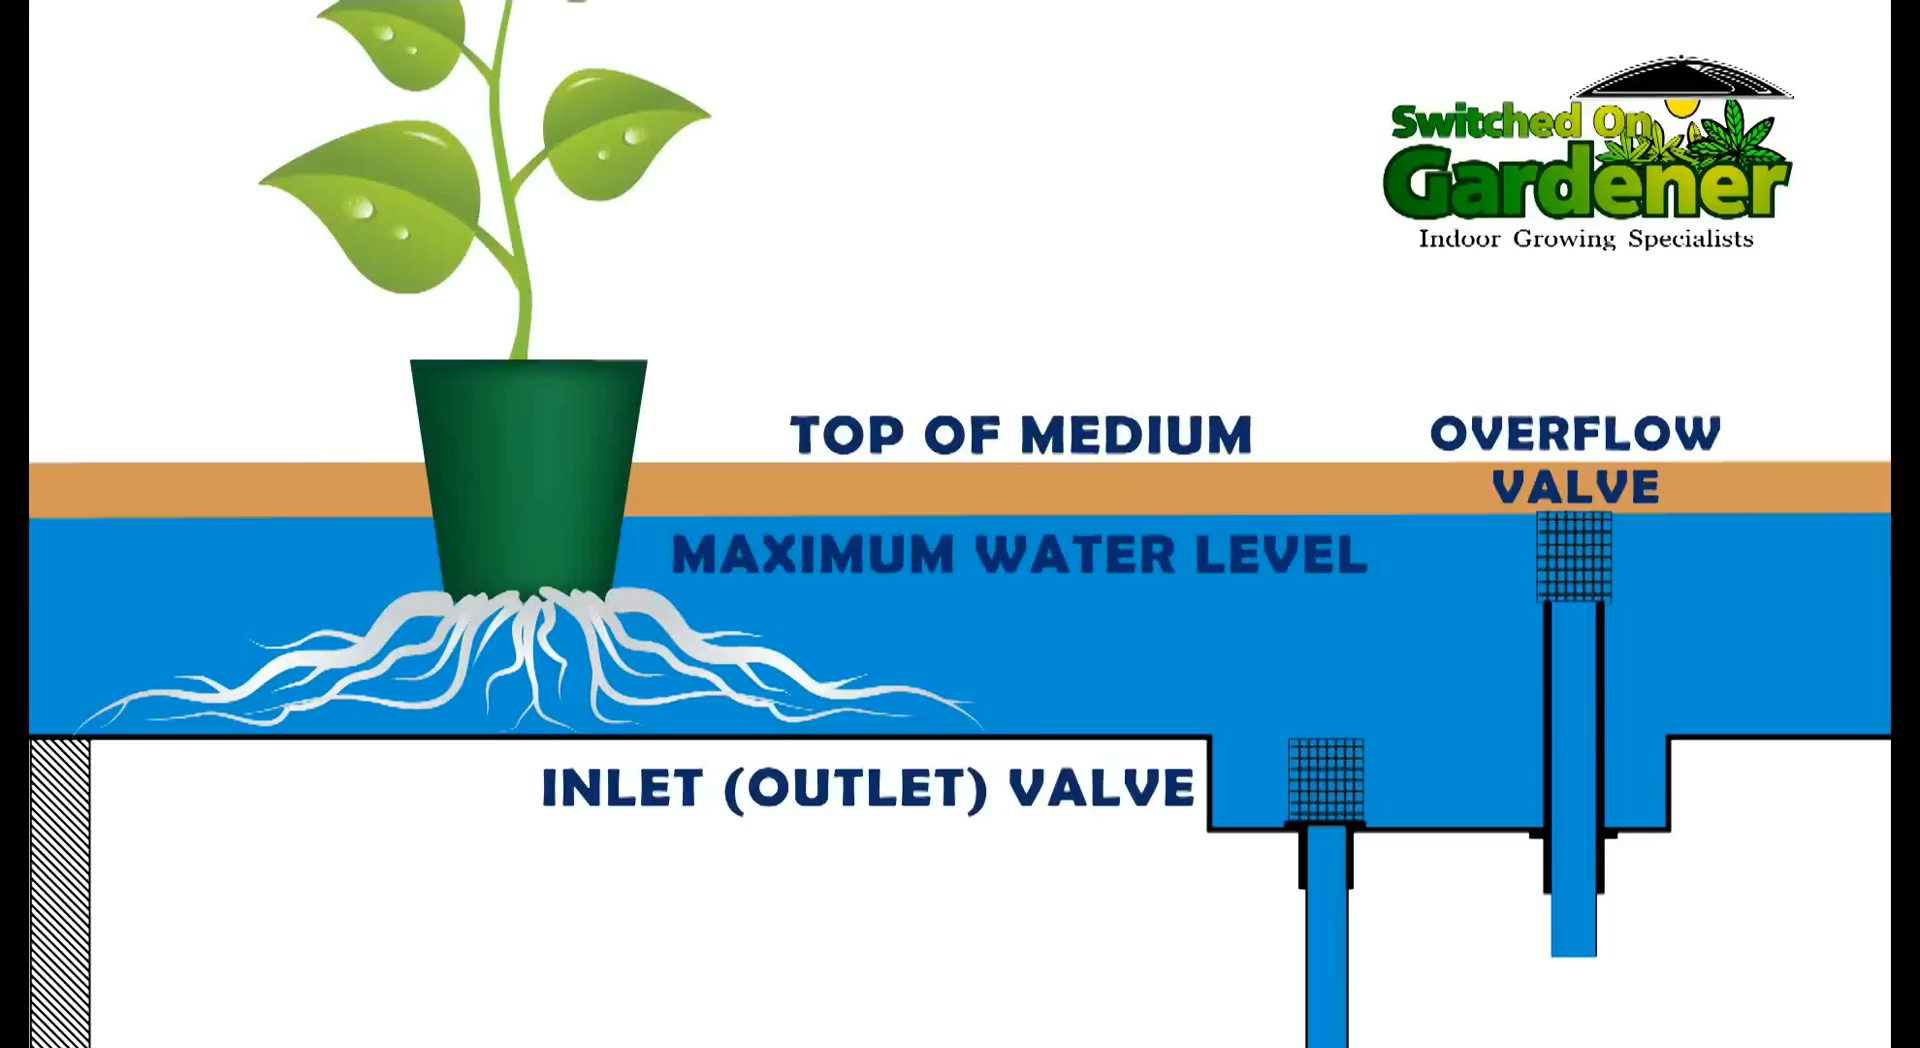 Switched On
Gardener
Indoor Growing Specialists
TOP OF MEDIUM
OVERFLOW
VALVE
MAXIMUM WATER LEVEL
INLET (OUTLET) VALVE